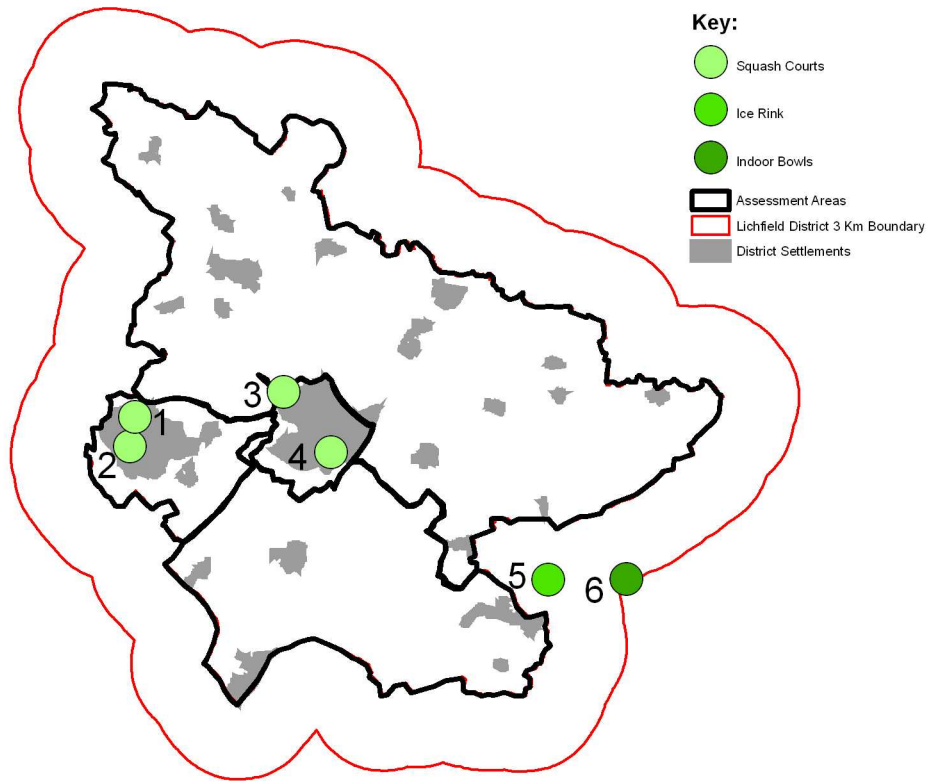 Key:
Squash Courts
Ice Rink
Indoor Bowls
Assessment Areas
Lichfield District 3 Km Boundary
District Settlements
3
1
4
2
5
6